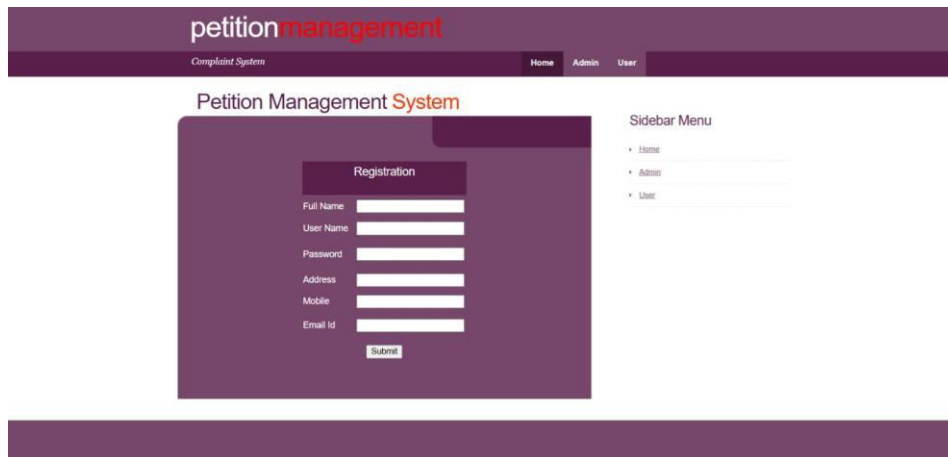 petitionmanagement
Complaint System
Home Admin User
Petition Management System
Registration
Full Name
User Name
Password
Address
Mobile
Email Id
Submit
Sidebar Menu
Home
Admin
User